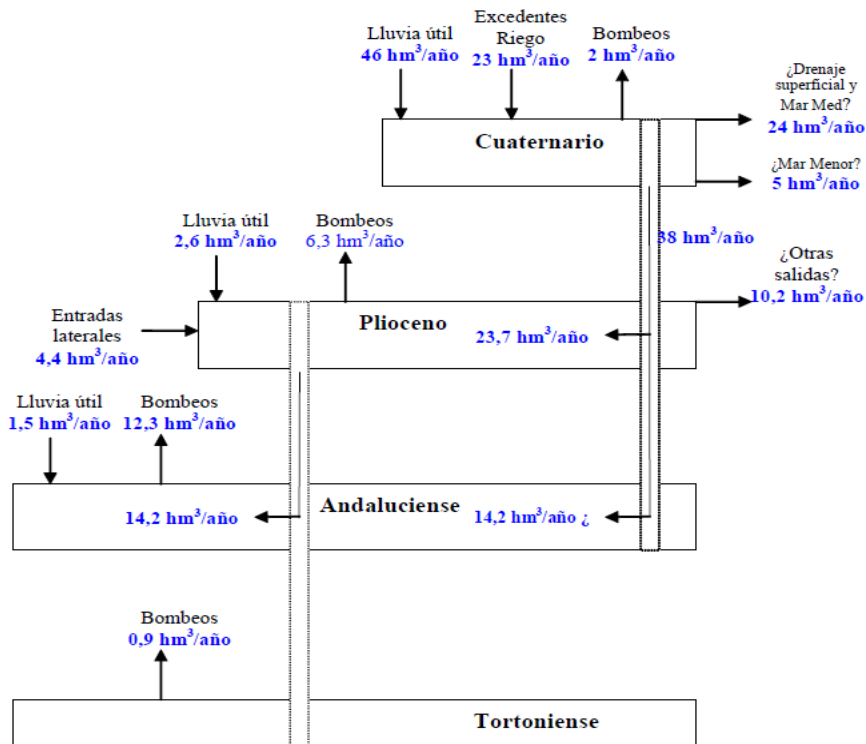 Lluvia útil
46 hm³/año
Excedentes
Riego
23 hm³/año
Bombeos
2 hm³/año
¿Drenaje
superficial y
Mar Med?
24 hm³/año
Cuaternario
¿Mar Menor?
5 hm³/año
Lluvia útil
2,6 hm³/año
Bombeos
6,3 hm³/año
38 hm³/año
¿Otras
salidas?
10,2 hm³/año
Entradas
laterales
4,4 hm³/año
Plioceno
23,7 hm³/año
Lluvia útil
1,5 hm³/año
Bombeos
12,3 hm³/año
Andaluciense
14,2 hm³/año
14,2 hm³/año ¿
Bombeos
0,9 hm³/año
Tortoniense